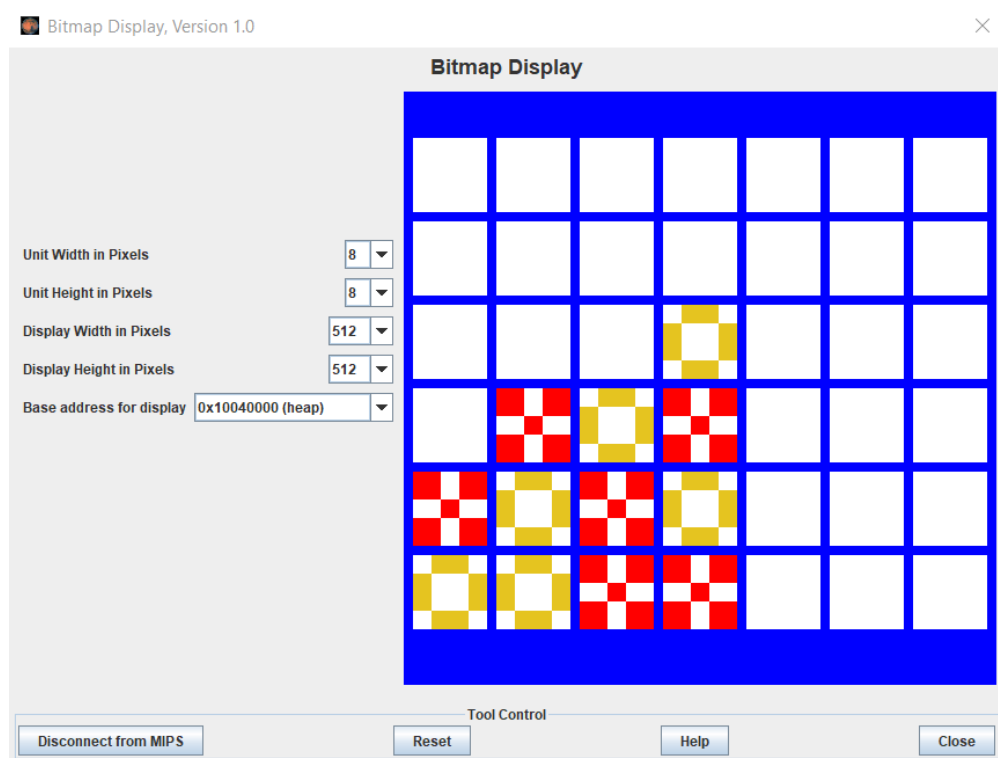 Bitmap Display, Version 1.0
Bitmap Display
Unit Width in Pixels 8
Unit Height in Pixels 8
Display Width in Pixels 512
Display Height in Pixels 512
Base address for display 0x10040000 (heap)
Tool Control
Disconnect from MIPS Reset Help Close